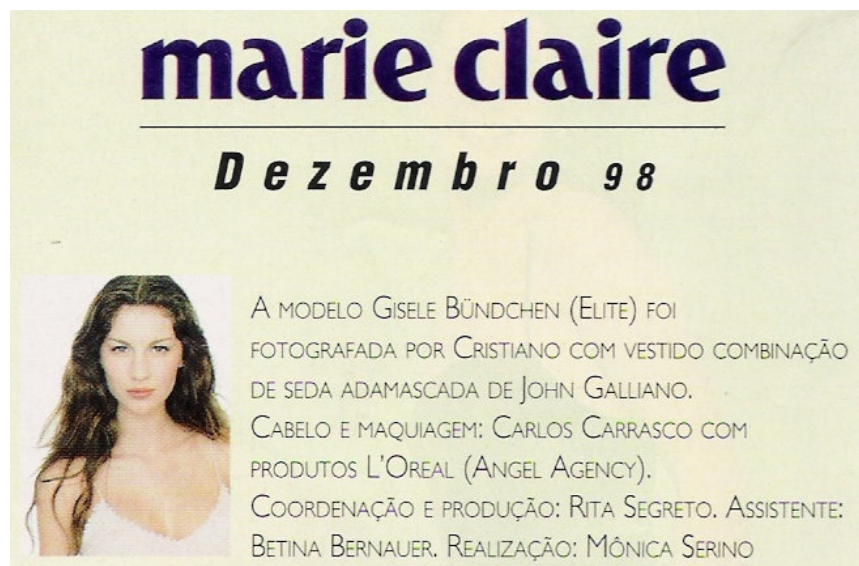 marie claire
Dezembro 98
A MODELO GISELE BÜNDCHEN (ELITE) FOI
FOTOGRAFADA POR CRISTIANO COM VESTIDO COMBINAÇÃO
DE SEDA ADAMASCADA DE JOHN GALLIANO.
CABELO E MAQUIAGEM: CARLOS CARRASCO COM
PRODUTOS L'OREAL (ANGEL AGENCY).
COORDENAÇÃO E PRODUÇÃO: RITA SEGRETO. ASSISTENTE:
BETINA BERNAUER. REALIZAÇÃO: MÔNICA SERINO